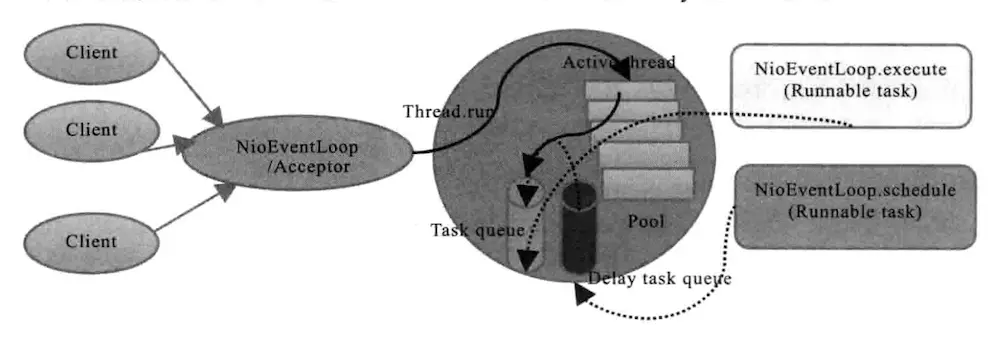 Client
Client
Client
NioEventLoop
/Acceptor
Thread.run
Active thread
Task queue
Pool
Delay task queue
NioEventLoop.execute
(Runnable task)
NioEventLoop.schedule
(Runnable task)